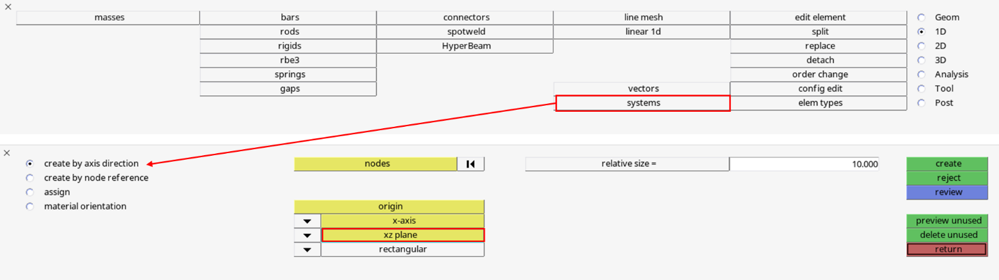 masses bars connectors line mesh edit element Geom
rods spotweld linear 1d split 1D
rigids HyperBeam replace 2D
rbe3 detach 3D
springs order change Analysis
gaps vectors config edit Tool
systems elem types Post
create by axis direction nodes relative size = 10.000 create
create by node reference reject
assign review
material orientation origin
x-axis preview unused
xz plane delete unused
rectangular return